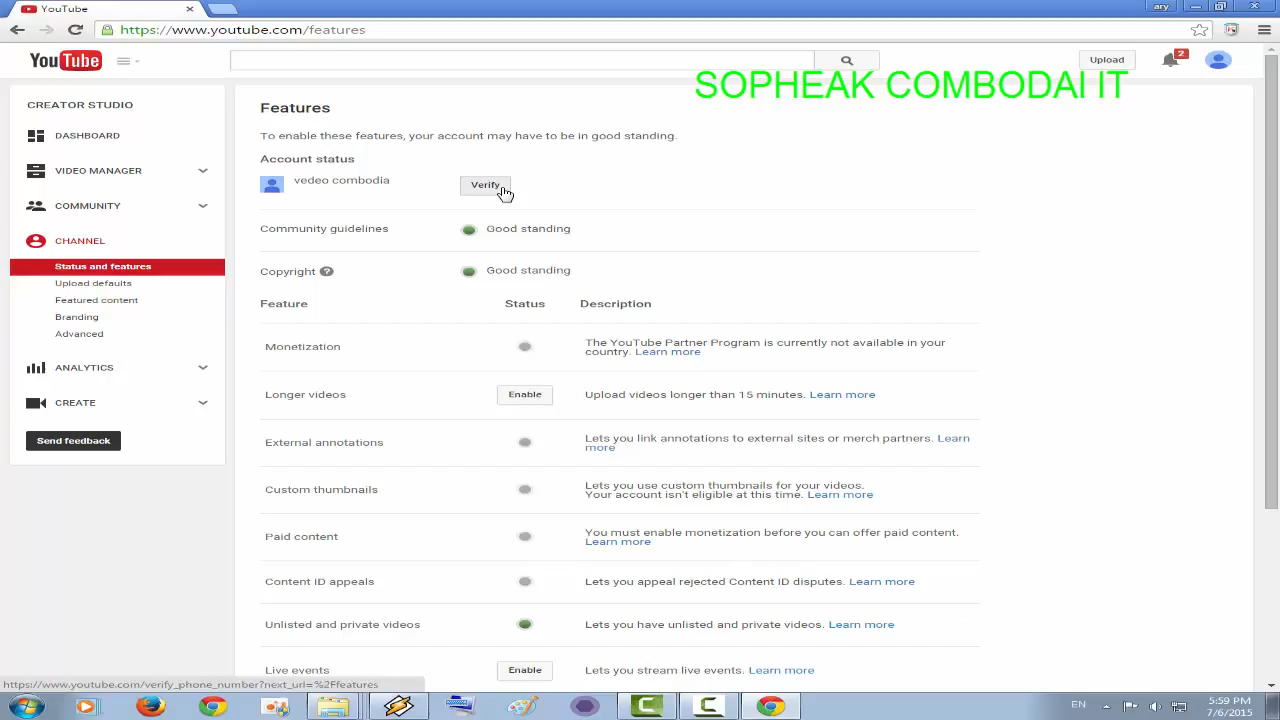 YouTube
ary
https://www.youtube.com/features
YouTube
Upload
2
SOPHEAK COMBODAI IT
CREATOR STUDIO
DASHBOARD
VIDEO MANAGER
COMMUNITY
CHANNEL
Status and features
Upload defaults
Featured content
Branding
Advanced
ANALYTICS
CREATE
Send feedback
Features
To enable these features, your account may have to be in good standing.
Account status
vedeo combodia
Verify
Community guidelines
Good standing
Copyright ?
Good standing
Feature Status Description
Monetization
The YouTube Partner Program is currently not available in your
country. Learn more
Longer videos
Enable
Upload videos longer than 15 minutes. Learn more
External annotations
Lets you link annotations to external sites or merch partners. Learn
more
Custom thumbnails
Lets you use custom thumbnails for your videos.
Your account isn't eligible at this time. Learn more
Paid content
You must enable monetization before you can offer paid content.
Learn more
Content ID appeals
Lets you appeal rejected Content ID disputes. Learn more
Unlisted and private videos
Lets you have unlisted and private videos. Learn more
Live events
Enable
Lets you stream live events. Learn more
https://www.youtube.com/verify_phone_number?next_url=%2Ffeatures
EN
5:59 PM
7/6/2015